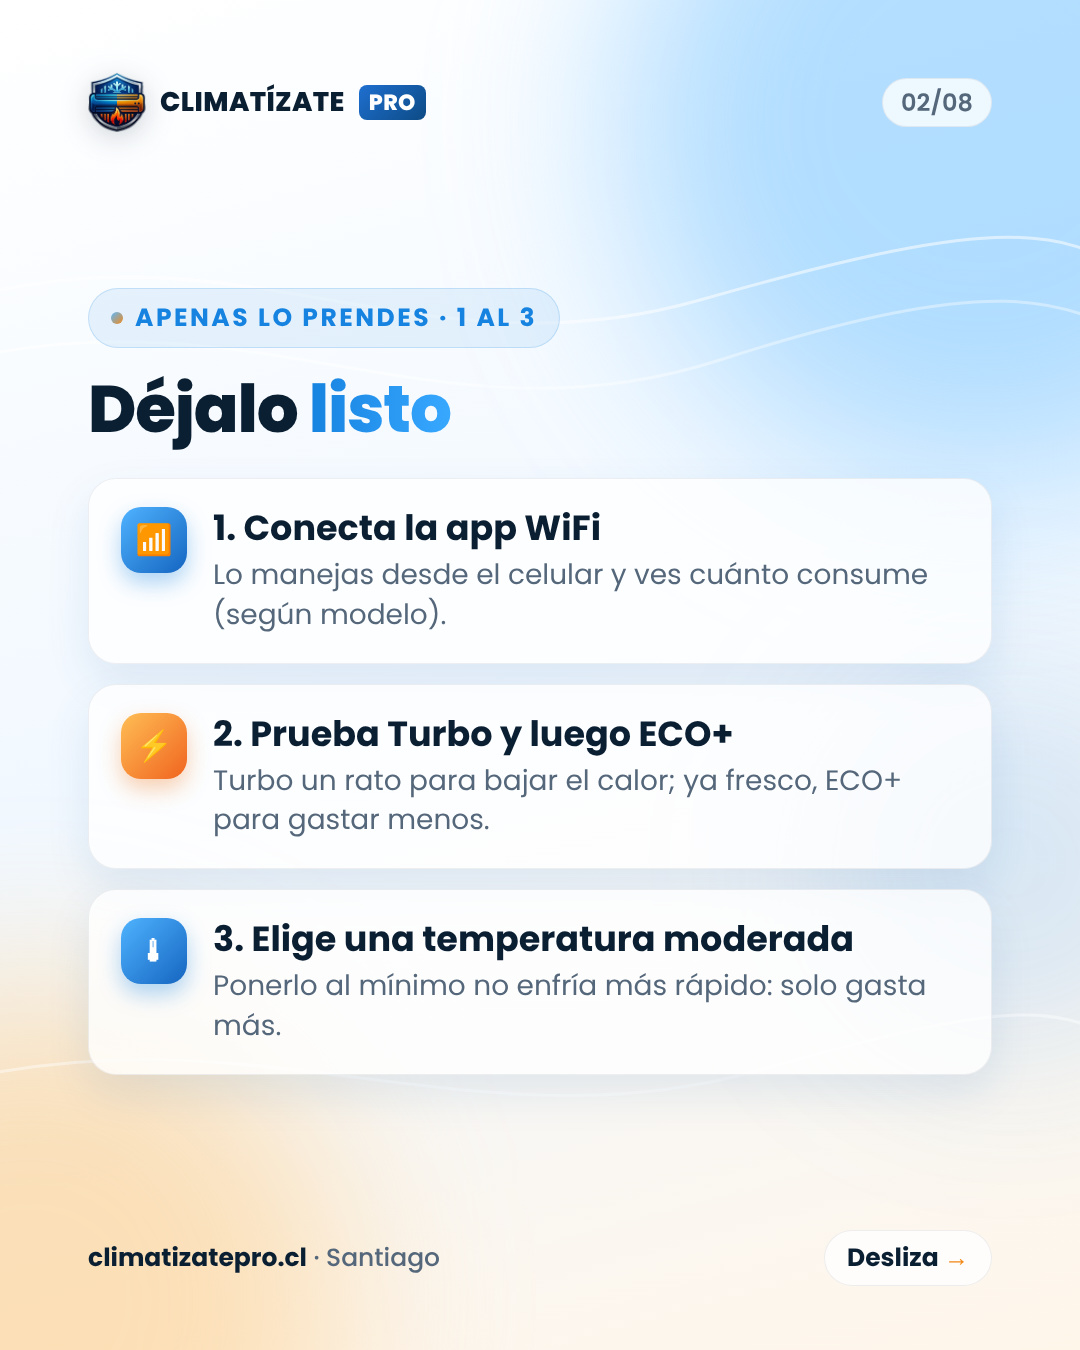 CLIMATÍZATE PRO
02/08
APENAS LO PRENDES · 1 AL 3
Déjalo listo
1. Conecta la app WiFi
Lo manejas desde el celular y ves cuánto consume
(según modelo).
2. Prueba Turbo y luego ECO+
Turbo un rato para bajar el calor; ya fresco, ECO+
para gastar menos.
3. Elige una temperatura moderada
Ponerlo al mínimo no enfría más rápido: solo gasta
más.
climatizatepro.cl · Santiago
Desliza →